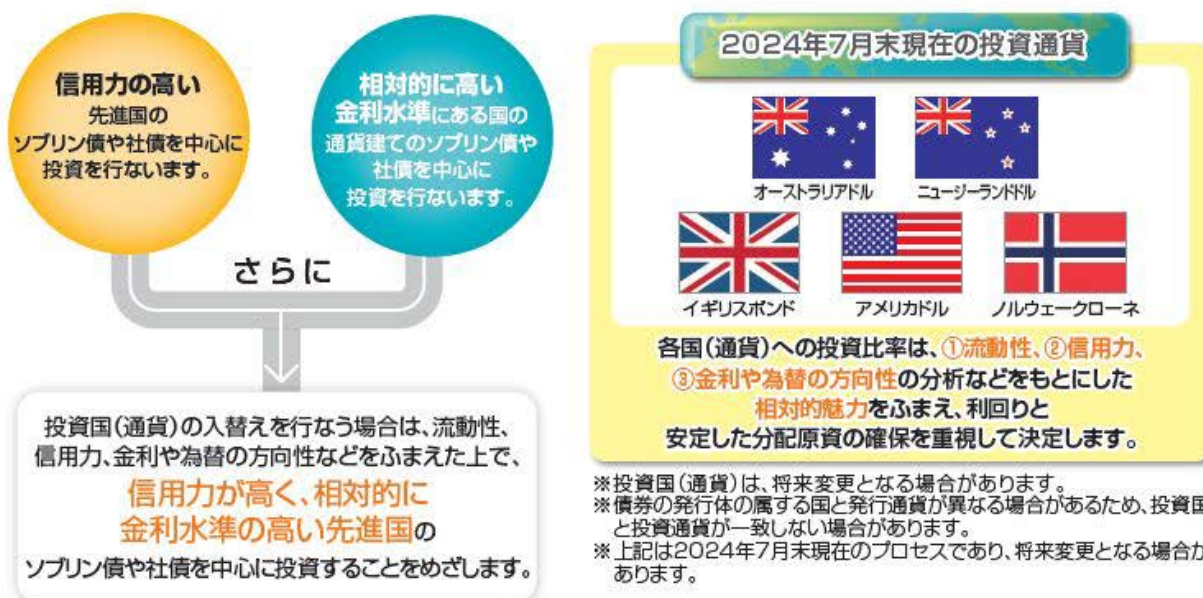 信用力の高い
先進国の
ソブリン債や社債を中心に
投資を行ないます。
相対的に高い
金利水準にある国の
通貨建てのソブリン債や
社債を中心に
投資を行ないます。
さらに
投資国(通貨)の入替えを行なう場合は、流動性、
信用力、金利や為替の方向性などをふまえた上で、
信用力が高く、相対的に
金利水準の高い先進国の
ソブリン債や社債を中心に投資することをめざします。
2024年7月末現在の投資通貨
オーストラリアドル ニュージーランドドル
イギリスポンド アメリカドル ノルウェークローネ
各国(通貨)への投資比率は、①流動性、②信用力、
③金利や為替の方向性の分析などをもとにした
相対的魅力をふまえ、利回りと
安定した分配原資の確保を重視して決定します。
※投資国(通貨)は、将来変更となる場合があります。
※債券の発行体の属する国と発行通貨が異なる場合があるため、投資国
と投資通貨が一致しない場合があります。
※上記は2024年7月末現在のプロセスであり、将来変更となる場合が
あります。